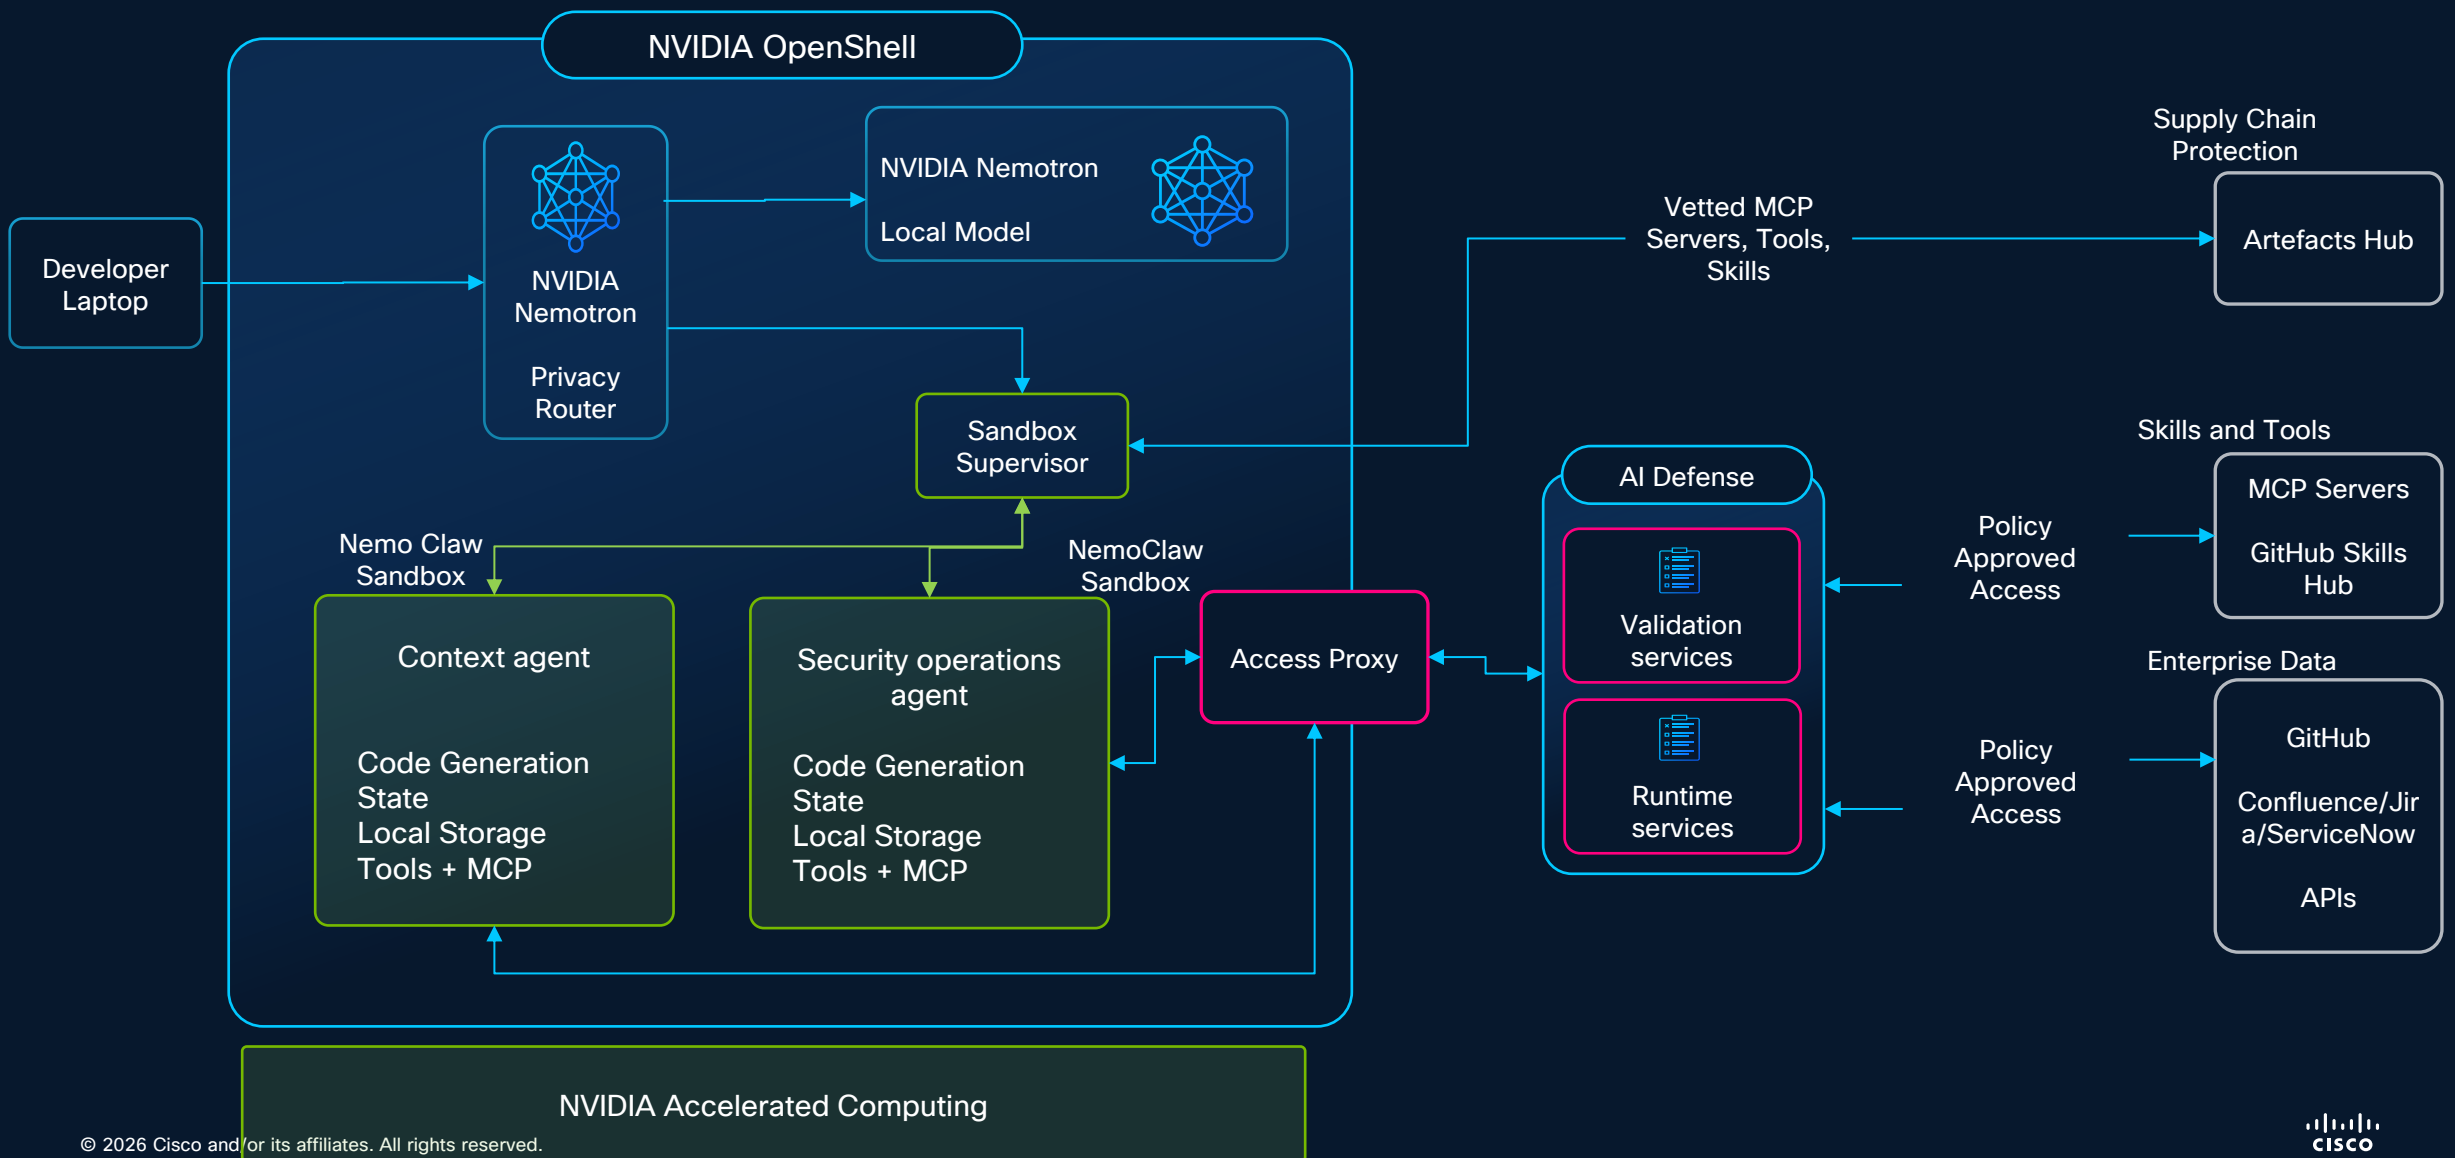 NVIDIA OpenShell
Developer
Laptop
NVIDIA
Nemotron
Privacy
Router
NVIDIA Nemotron
Local Model
Sandbox
Supervisor
Nemo Claw
Sandbox
Context agent
Code Generation
State
Local Storage
Tools + MCP
NemoClaw
Sandbox
Security operations
agent
Code Generation
State
Local Storage
Tools + MCP
Access Proxy
Vetted MCP
Servers, Tools,
Skills
Supply Chain
Protection
Artefacts Hub
AI Defense
Validation
services
Runtime
services
Policy
Approved
Access
Skills and Tools
MCP Servers
GitHub Skills
Hub
Policy
Approved
Access
Enterprise Data
GitHub
Confluence/Jir
a/ServiceNow
APIs
NVIDIA Accelerated Computing
© 2026 Cisco and/or its affiliates. All rights reserved.
CISCO